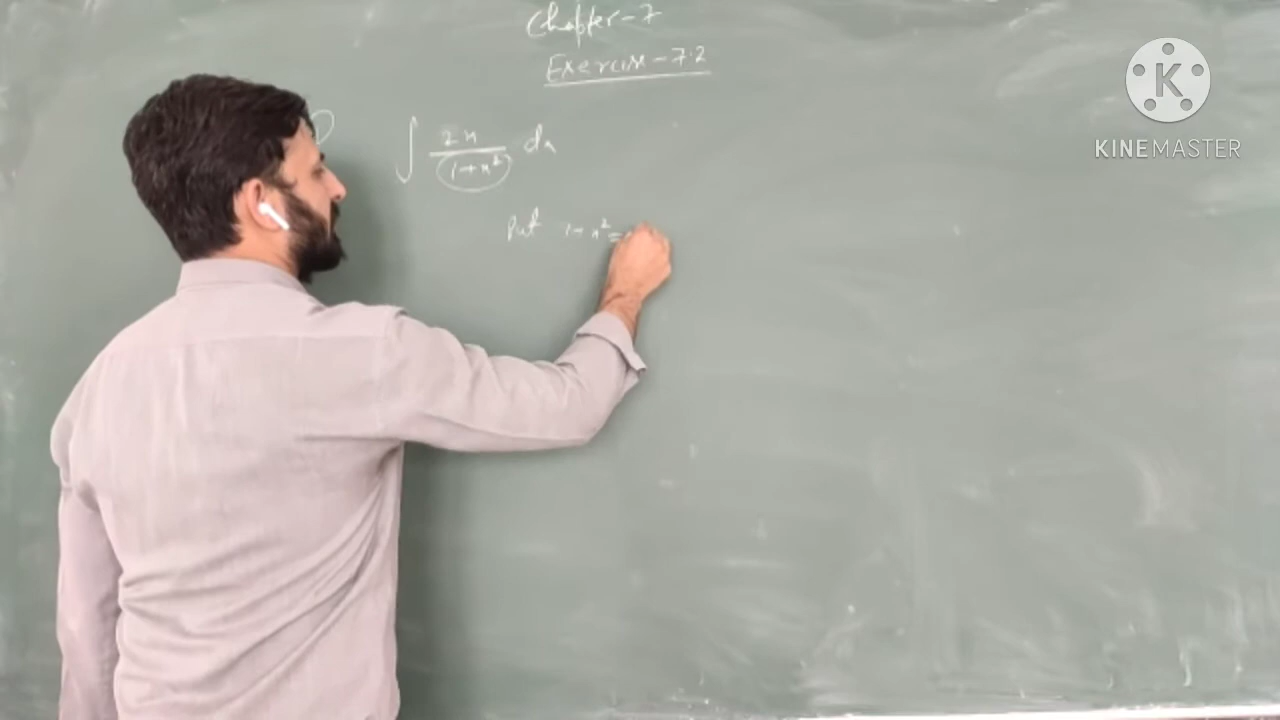 Chapter-7
Exercise-7.2
∫ 2x/(1+x²) dx
Put 1+x² =
K
KINEMASTER